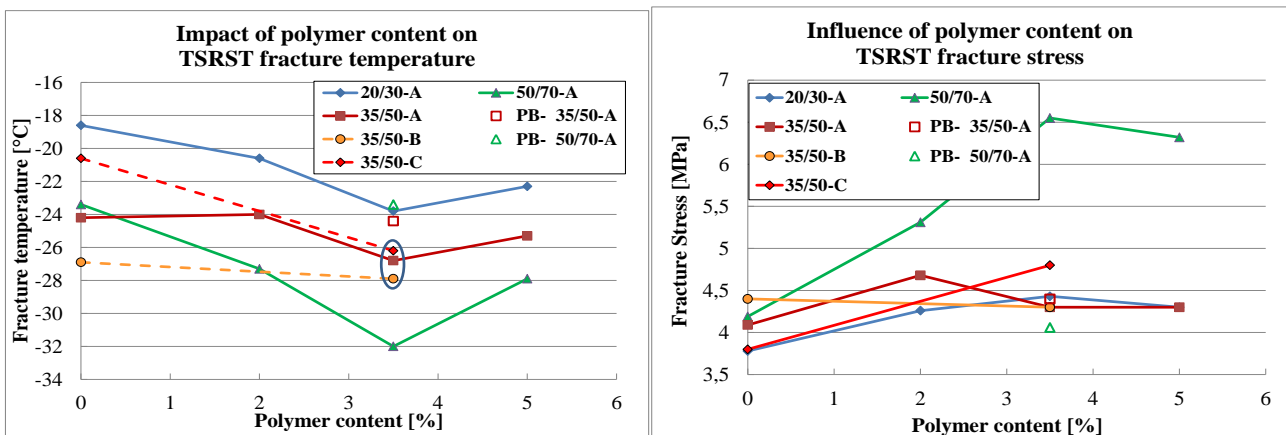 Impact of polymer content on
TSRST fracture temperature
-16
-18
-20
-22
-24
-26
-28
-30
-32
-34
Fracture temperature [°C]
20/30-A
50/70-A
35/50-A
PB- 35/50-A
35/50-B
PB- 50/70-A
35/50-C
0
1
2
3
4
5
6
Polymer content [%]
Influence of polymer content on
TSRST fracture stress
7
6,5
6
5,5
5
4,5
4
3,5
Fracture Stress [MPa]
20/30-A
50/70-A
35/50-A
PB- 35/50-A
35/50-B
PB- 50/70-A
35/50-C
0
1
2
3
4
5
6
Polymer content [%]